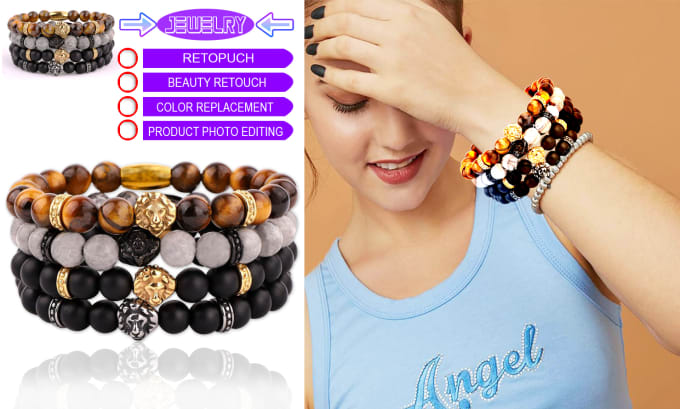 JEWELRY
RETOPUCH
BEAUTY RETOUCH
COLOR REPLACEMENT
PRODUCT PHOTO EDITING
Angel